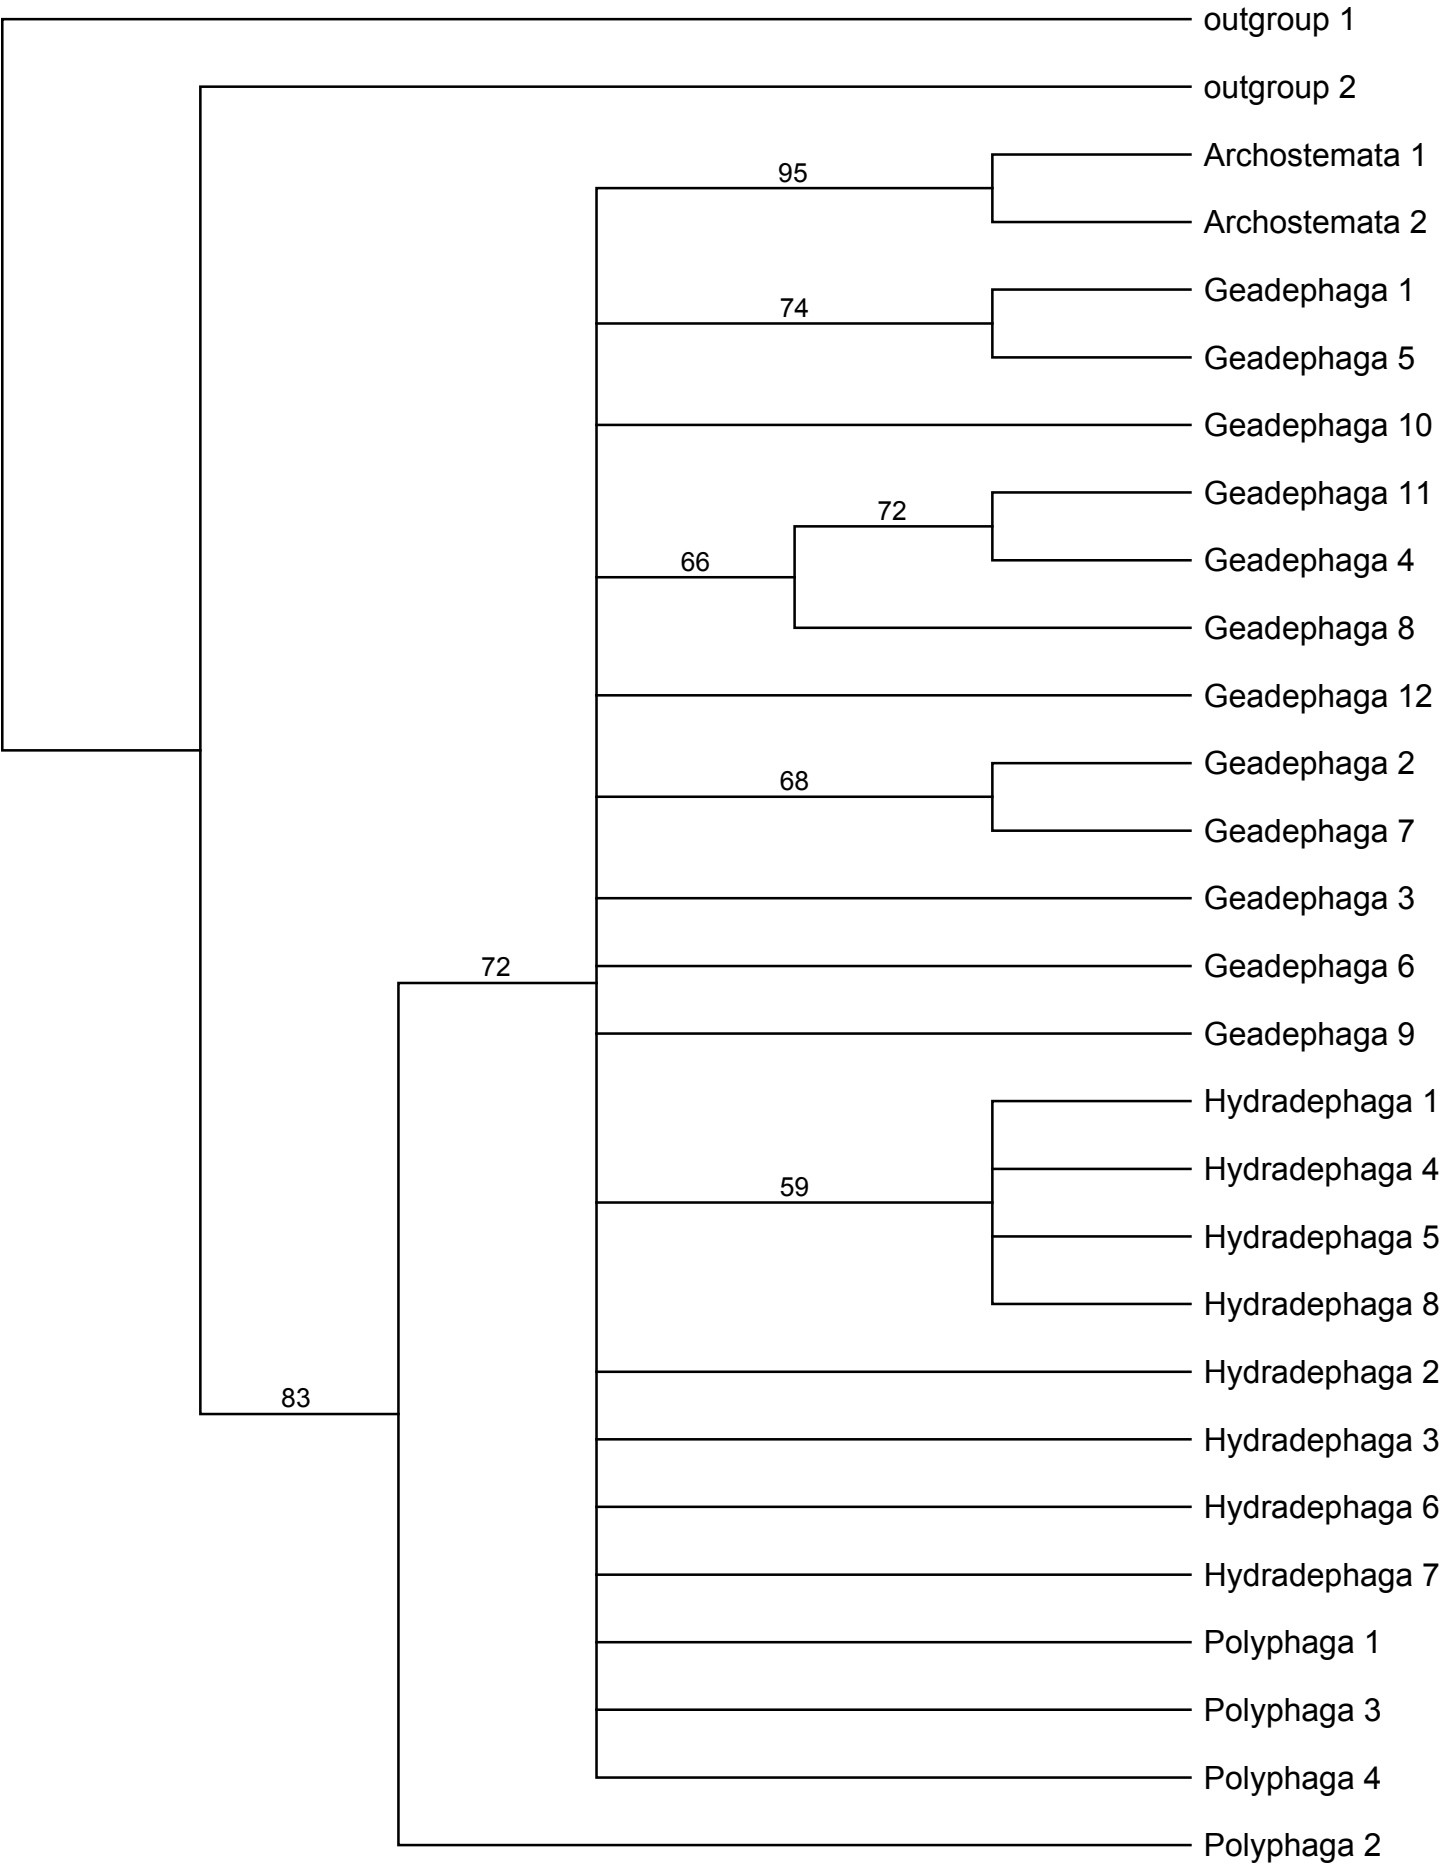 outgroup 1
outgroup 2
Archostemata 1
95
Archostemata 2
Geadephaga 1
74
Geadephaga 5
Geadephaga 10
Geadephaga 11
72
Geadephaga 4
66
Geadephaga 8
Geadephaga 12
Geadephaga 2
68
Geadephaga 7
Geadephaga 3
Geadephaga 6
72
Geadephaga 9
Hydradephaga 1
Hydradephaga 4
59
Hydradephaga 5
Hydradephaga 8
Hydradephaga 2
83
Hydradephaga 3
Hydradephaga 6
Hydradephaga 7
Polyphaga 1
Polyphaga 3
Polyphaga 4
Polyphaga 2